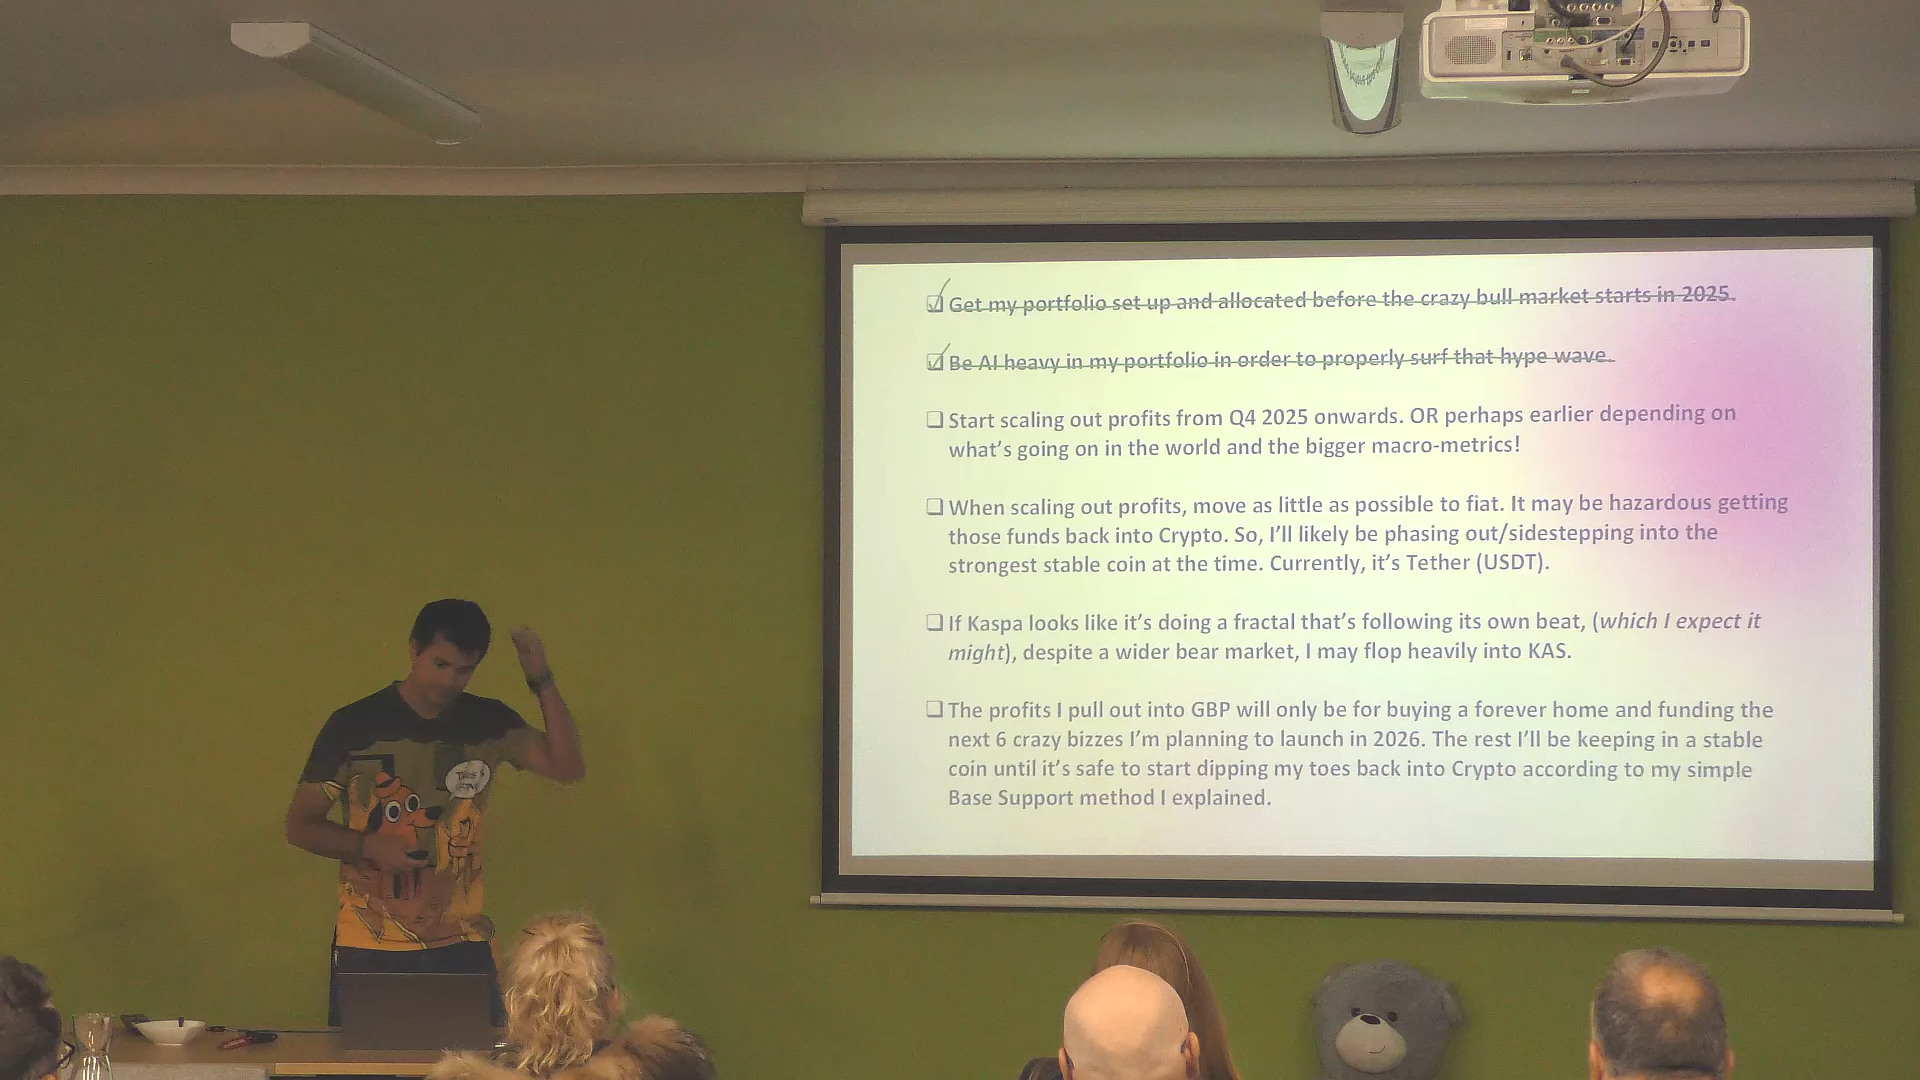 Get my portfolio set up and allocated before the crazy bull market starts in 2025.
Be AI heavy in my portfolio in order to properly surf that hype wave.
Start scaling out profits from Q4 2025 onwards. OR perhaps earlier depending on
what's going on in the world and the bigger macro-metrics!
When scaling out profits, move as little as possible to fiat. It may be hazardous getting
those funds back into Crypto. So, I'll likely be phasing out/sidestepping into the
strongest stable coin at the time. Currently, it's Tether (USDT).
If Kaspa looks like it's doing a fractal that's following its own beat, (which I expect it
might), despite a wider bear market, I may flop heavily into KAS.
The profits I pull out into GBP will only be for buying a forever home and funding the
next 6 crazy bizzes I'm planning to launch in 2026. The rest I'll be keeping in a stable
coin until it's safe to start dipping my toes back into Crypto according to my simple
Base Support method I explained.